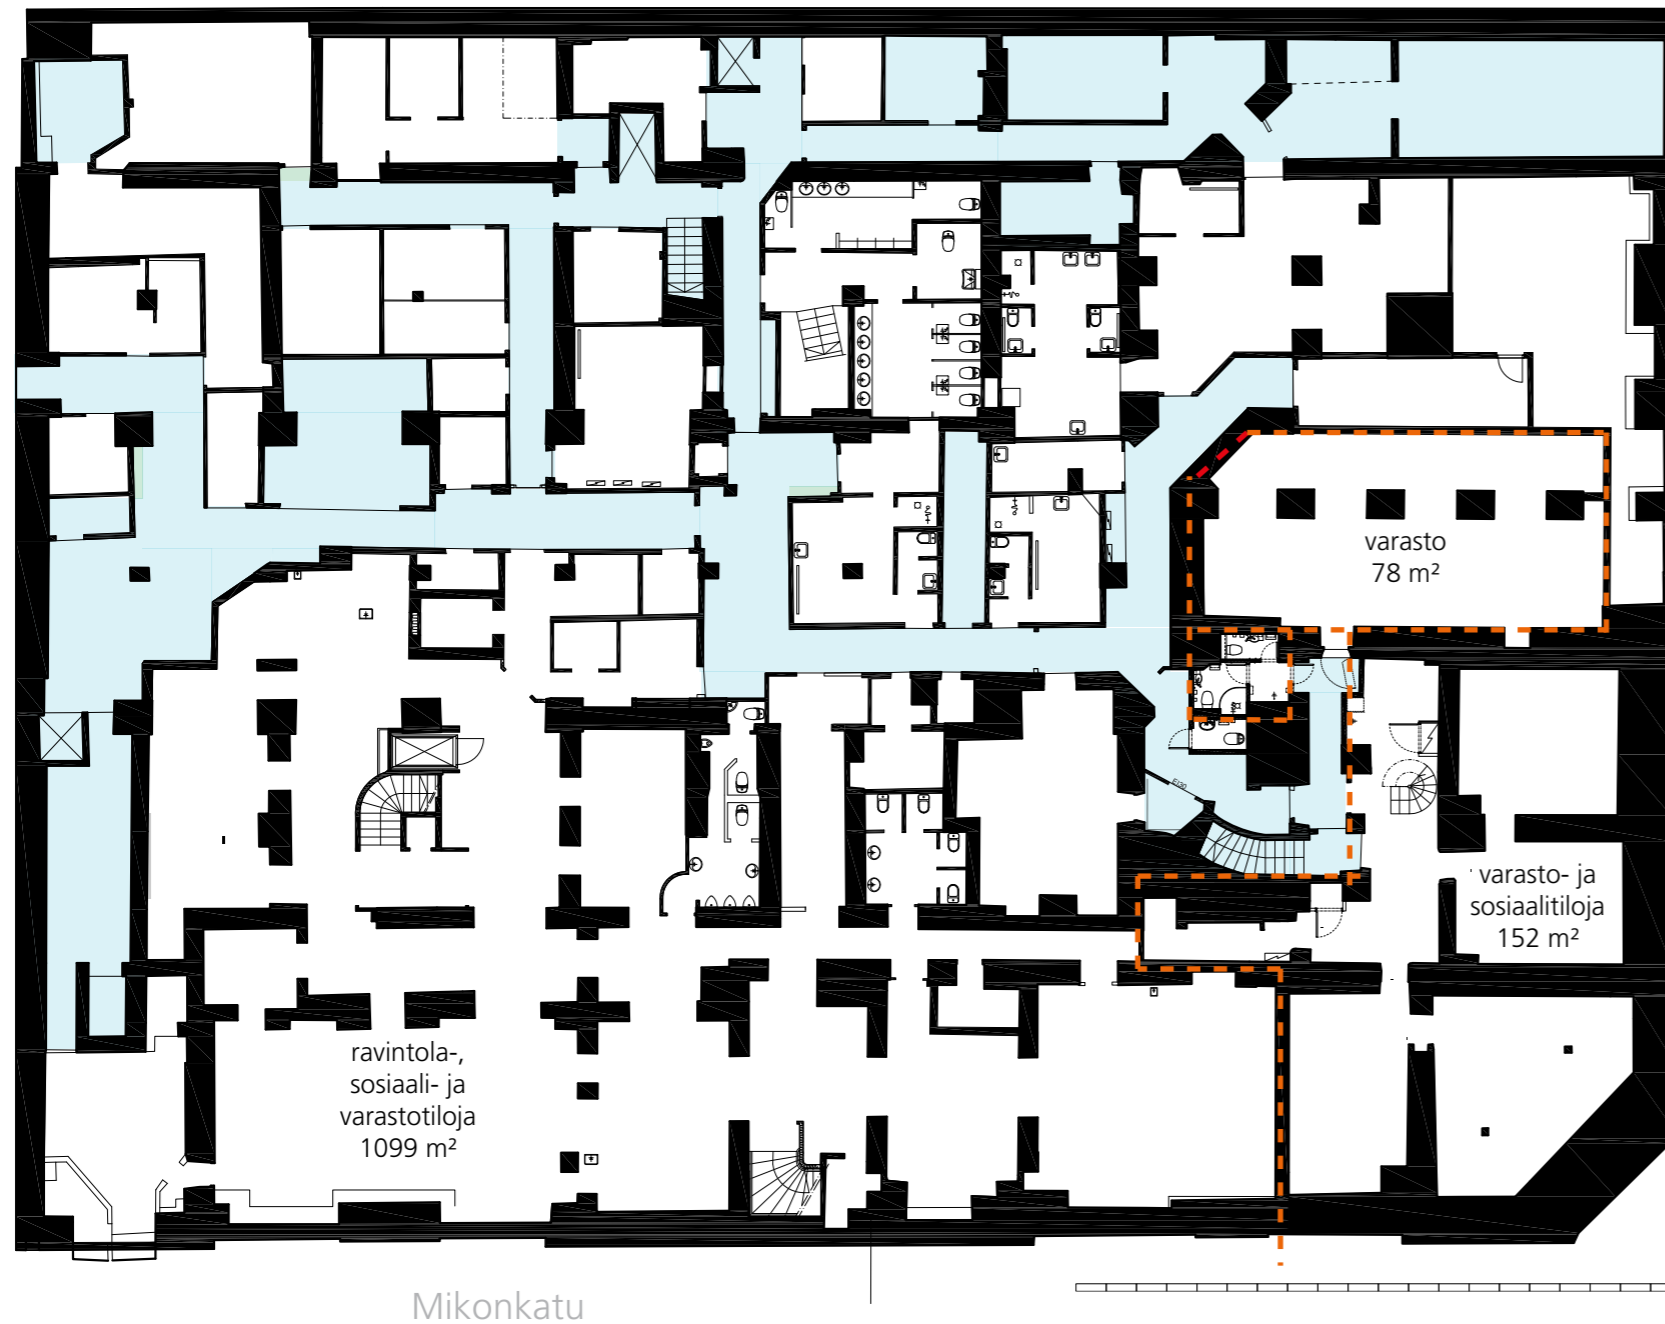 varasto
78 m²
varasto- ja
sosiaalitiloja
152 m²
ravintola-,
sosiaali- ja
varastotiloja
1099 m²
Mikonkatu